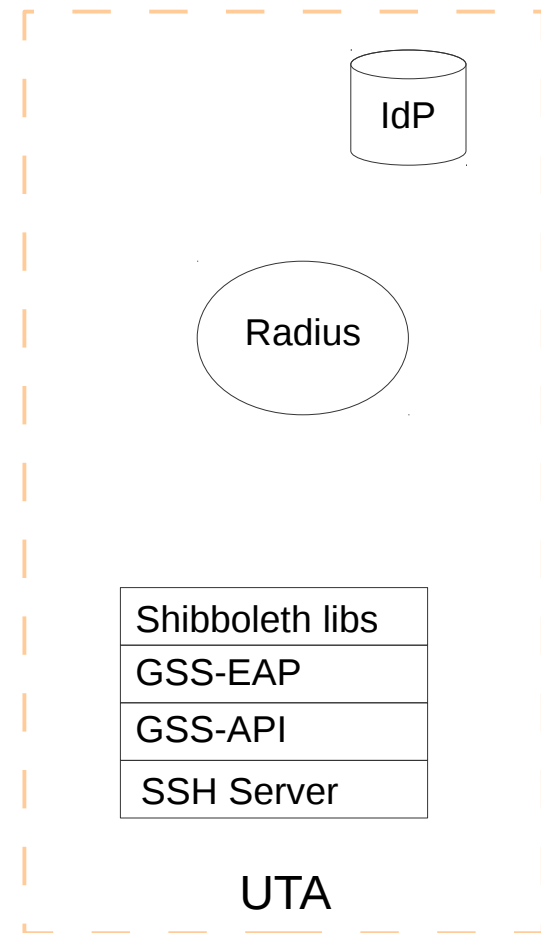 IdP
Radius
Shibboleth libs
GSS-EAP
GSS-API
SSH Server
UTA